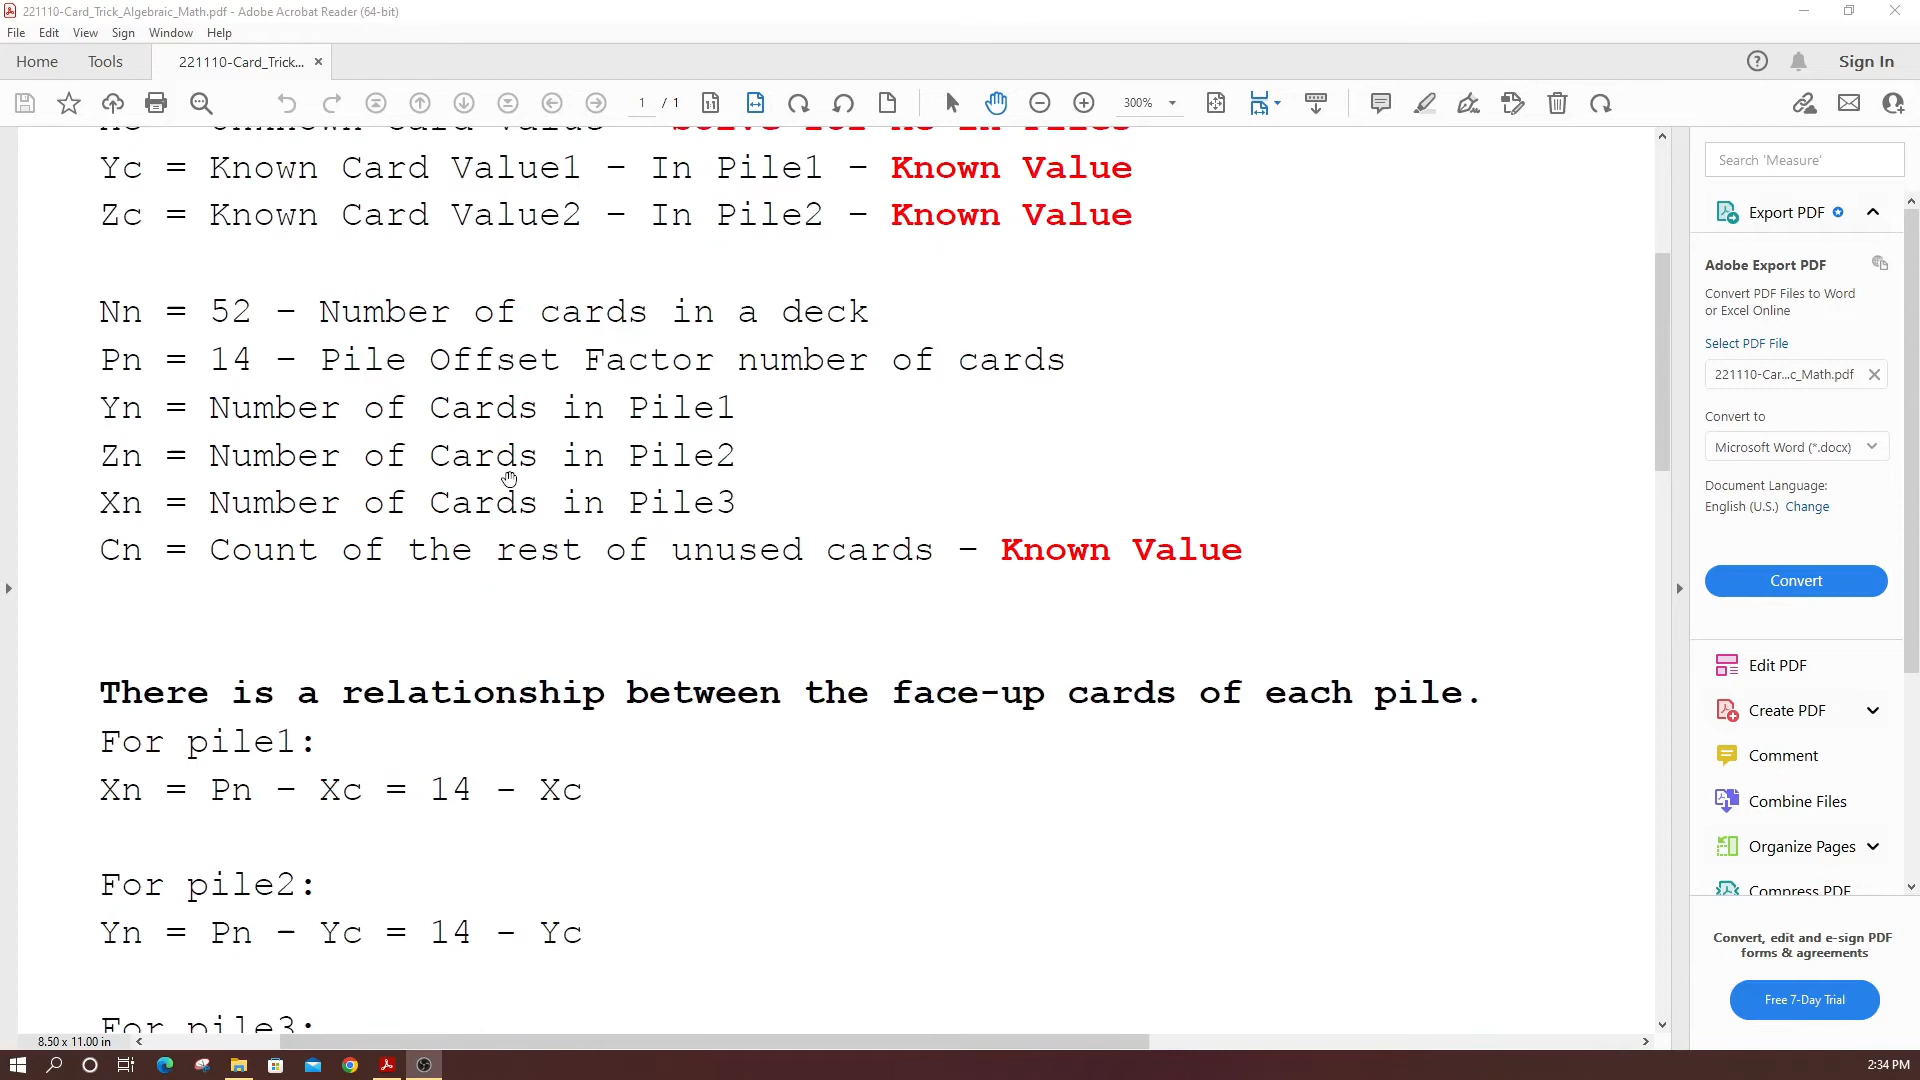 221110-Card_Trick_Algebraic_Math.pdf - Adobe Acrobat Reader (64-bit)
File Edit View Sign Window Help
Home Tools 221110-Card_Trick... × Sign In
1 / 1 300%
Yc = Known Card Value1 - In Pile1 - Known Value
Zc = Known Card Value2 - In Pile2 - Known Value
Nn = 52 - Number of cards in a deck
Pn = 14 - Pile Offset Factor number of cards
Yn = Number of Cards in Pile1
Zn = Number of Cards in Pile2
Xn = Number of Cards in Pile3
Cn = Count of the rest of unused cards - Known Value
There is a relationship between the face-up cards of each pile.
For pile1:
Xn = Pn - Xc = 14 - Xc
For pile2:
Yn = Pn - Yc = 14 - Yc
For pile3:
8.50 x 11.00 in
Search 'Measure'
Export PDF
Adobe Export PDF
Convert PDF Files to Word
or Excel Online
Select PDF File
221110-Car...c_Math.pdf
Convert to
Microsoft Word (*.docx)
Document Language:
English (U.S.) Change
Convert
Edit PDF
Create PDF
Comment
Combine Files
Organize Pages
Compress PDF
Convert, edit and e-sign PDF
forms & agreements
Free 7-Day Trial
2:34 PM